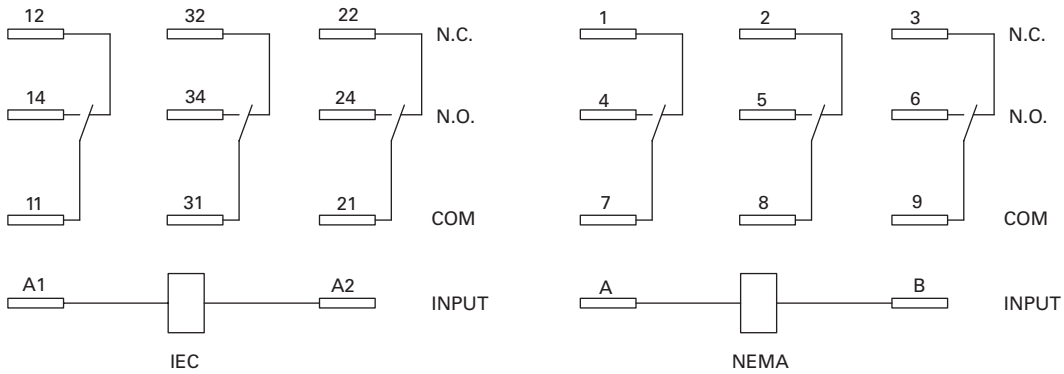 12 32 22 N.C. 1 2 3 N.C.
14 34 24 N.O. 4 5 6 N.O.
11 31 21 COM 7 8 9 COM
A1 A2 INPUT A B INPUT
IEC NEMA